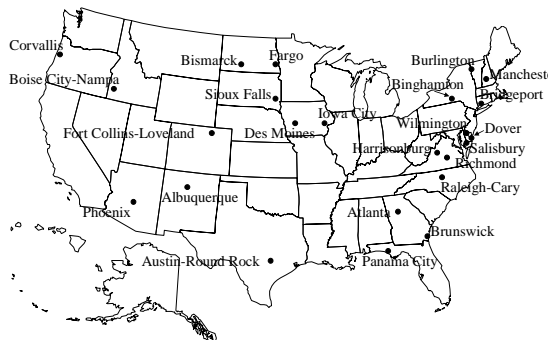 Corvallis
Bismarck
Fargo
Burlington
Boise City-Nampa
Binghamton
Mancheste
Sioux Falls
Bridgeport
Iowa City
Fort Collins-Loveland
Des Moines
Wilmington
Dover
Harrisonburg
Salisbury
Richmond
Albuquerque
Raleigh-Cary
Phoenix
Atlanta
Brunswick
Austin-Round Rock
Panama City